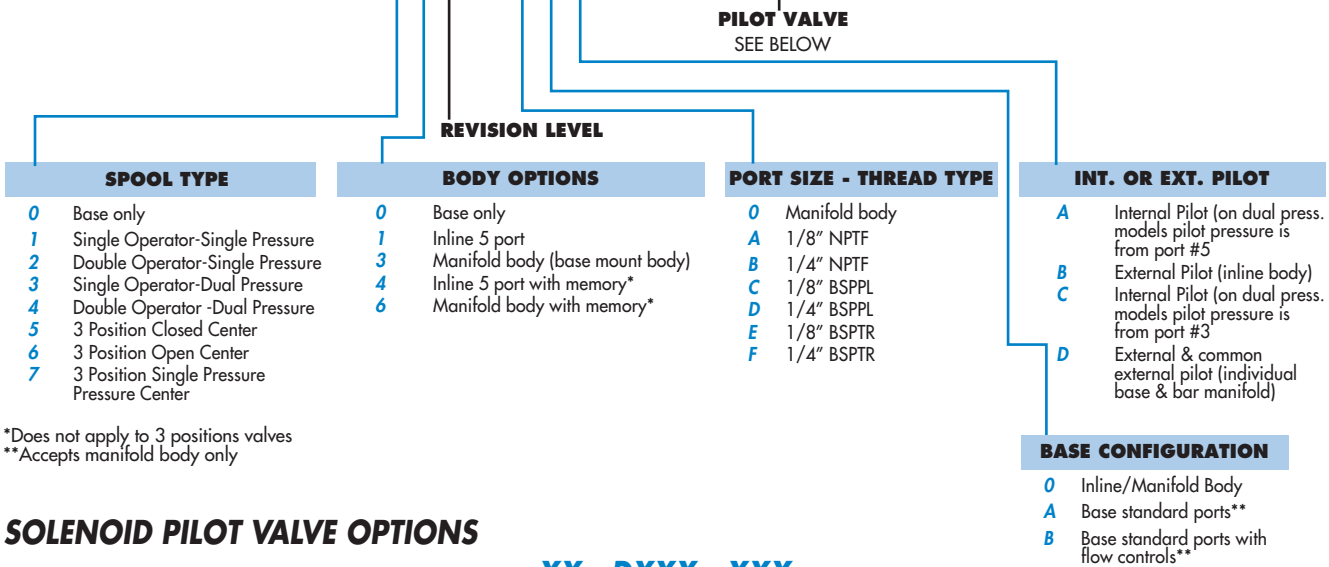 PILOT VALVE
SEE BELOW
REVISION LEVEL
SPOOL TYPE
0 Base only
1 Single Operator-Single Pressure
2 Double Operator-Single Pressure
3 Single Operator-Dual Pressure
4 Double Operator -Dual Pressure
5 3 Position Closed Center
6 3 Position Open Center
7 3 Position Single Pressure
Pressure Center
*Does not apply to 3 positions valves
**Accepts manifold body only
BODY OPTIONS
0 Base only
1 Inline 5 port
3 Manifold body (base mount body)
4 Inline 5 port with memory*
6 Manifold body with memory*
PORT SIZE - THREAD TYPE
0 Manifold body
A 1/8” NPTF
B 1/4” NPTF
C 1/8” BSPPL
D 1/4” BSPPL
E 1/8” BSPTR
F 1/4” BSPTR
INT. OR EXT. PILOT
A Internal Pilot (on dual press.
models pilot pressure is
from port #5
B External Pilot (inline body)
C Internal Pilot (on dual press.
models pilot pressure is
from port #3
D External & common
external pilot (individual
base & bar manifold)
BASE CONFIGURATION
0 Inline/Manifold Body
A Base standard ports**
B Base standard ports with
flow controls**
SOLENOID PILOT VALVE OPTIONS